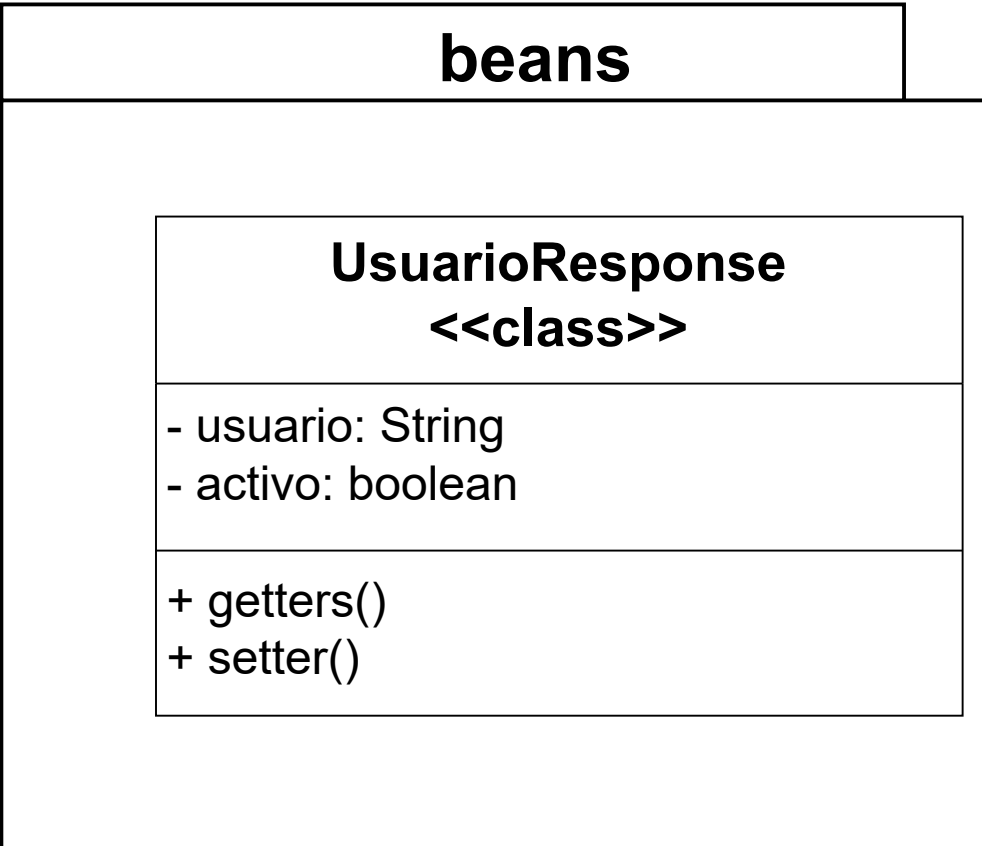 beans
UsuarioResponse
<<class>>
- usuario: String
- activo: boolean
+ getters()
+ setter()